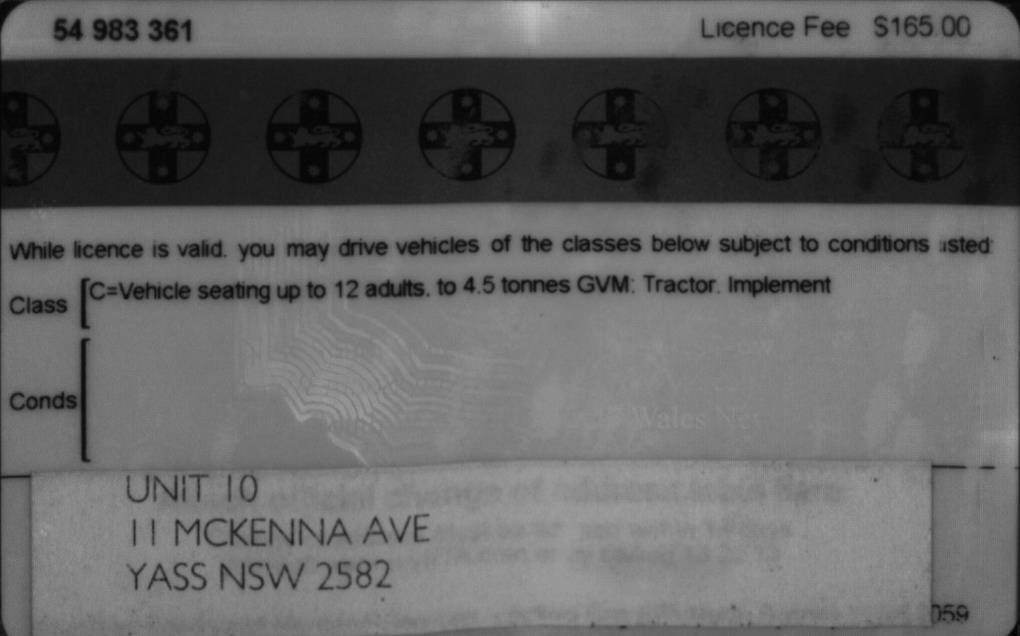 54 983 361
Licence Fee $165.00
While licence is valid, you may drive vehicles of the classes below subject to conditions listed:
Class
C=Vehicle seating up to 12 adults, to 4.5 tonnes GVM; Tractor, Implement
Conds
Wales
UNIT 10
11 MCKENNA AVE
YASS NSW 2582
059